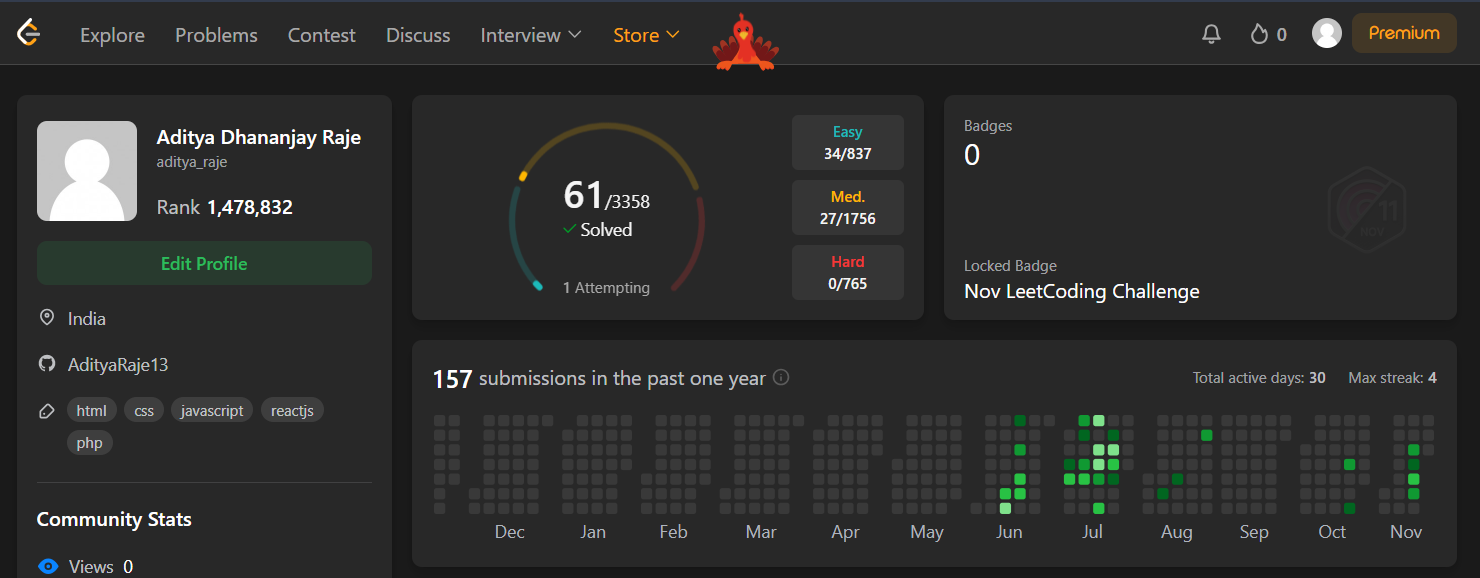 Explore Problems Contest Discuss Interview Store 0 Premium
Aditya Dhananjay Raje
aditya_raje
Rank 1,478,832
Edit Profile
India
AdityaRaje13
html css javascript reactjs
php
Community Stats
Views 0
61/3358
Solved
1 Attempting
Easy
34/837
Med.
27/1756
Hard
0/765
Badges
0
11
NOV
Locked Badge
Nov LeetCoding Challenge
157 submissions in the past one year
Total active days: 30 Max streak: 4
Dec Jan Feb Mar Apr May Jun Jul Aug Sep Oct Nov